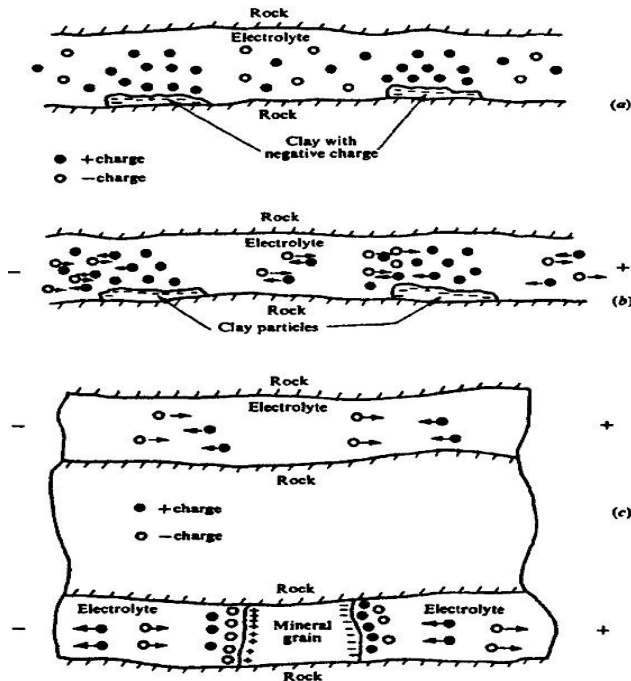 Rock
Electrolyte
Rock
(a)
Clay with
negative charge
+charge
−charge
Rock
Electrolyte
−
+
Rock
(b)
Clay particles
Rock
−
Electrolyte
+
Rock
+charge
−charge
(c)
Rock
Electrolyte
Mineral
grain
Electrolyte
−
+
Rock